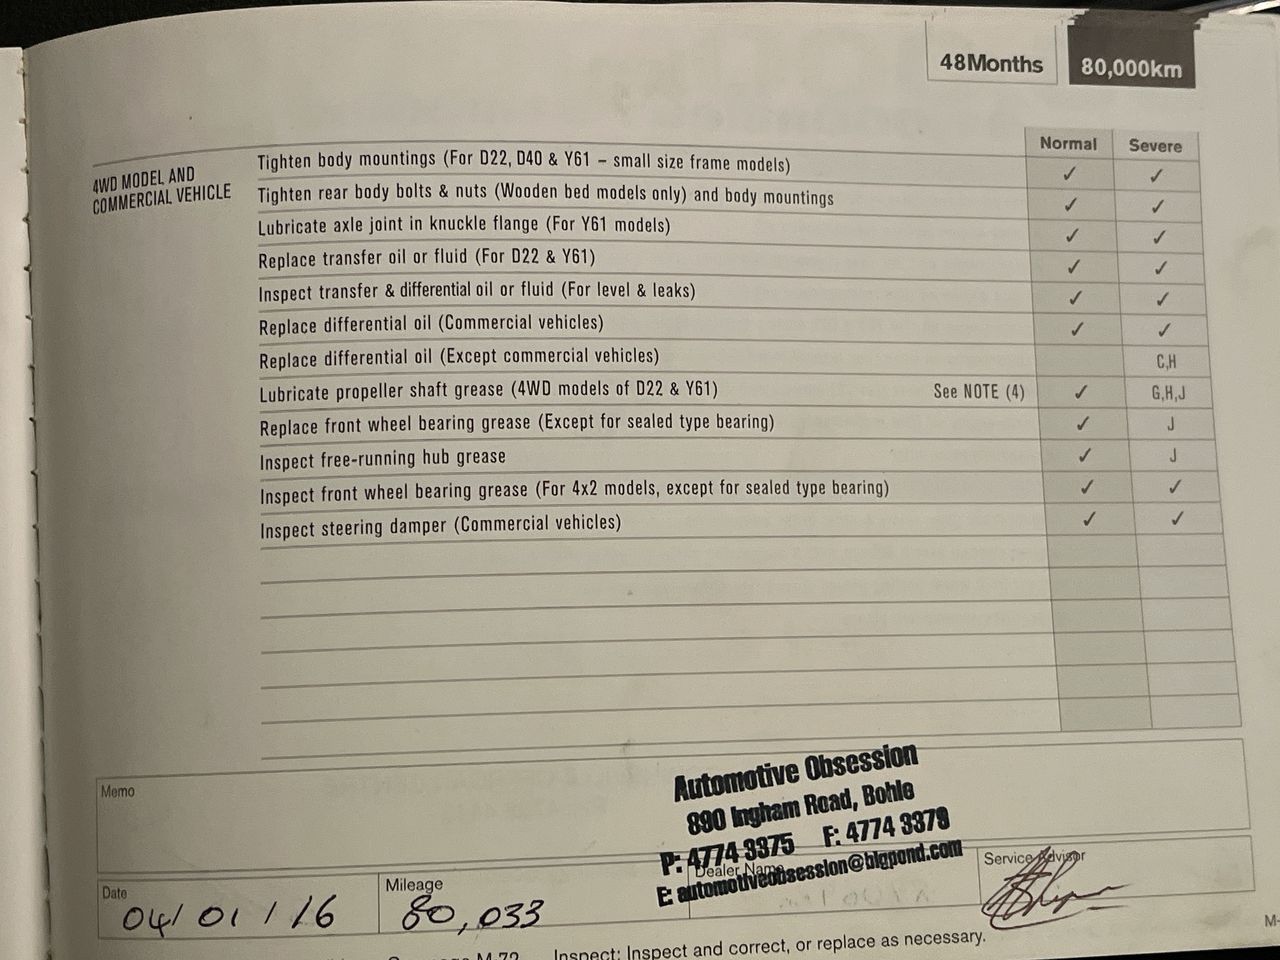 48Months 80,000km
Normal Severe
4WD MODEL AND
COMMERCIAL VEHICLE
Tighten body mountings (For D22, D40 & Y61 – small size frame models) ✓ ✓
Tighten rear body bolts & nuts (Wooden bed models only) and body mountings ✓ ✓
Lubricate axle joint in knuckle flange (For Y61 models) ✓ ✓
Replace transfer oil or fluid (For D22 & Y61) ✓ ✓
Inspect transfer & differential oil or fluid (For level & leaks) ✓ ✓
Replace differential oil (Commercial vehicles) ✓ ✓
Replace differential oil (Except commercial vehicles) C,H
Lubricate propeller shaft grease (4WD models of D22 & Y61) See NOTE (4) ✓ G,H,J
Replace front wheel bearing grease (Except for sealed type bearing) ✓ J
Inspect free-running hub grease ✓ J
Inspect front wheel bearing grease (For 4x2 models, except for sealed type bearing) ✓ ✓
Inspect steering damper (Commercial vehicles) ✓ ✓
Memo
Automotive Obsession
890 Ingham Road, Bohle
P: 4774 3375 F: 4774 3379
E: automotiveobsession@bigpond.com
Date Mileage Dealer Name Service Advisor
04/01/16 80,033
M-72 Inspect: Inspect and correct, or replace as necessary.
M-